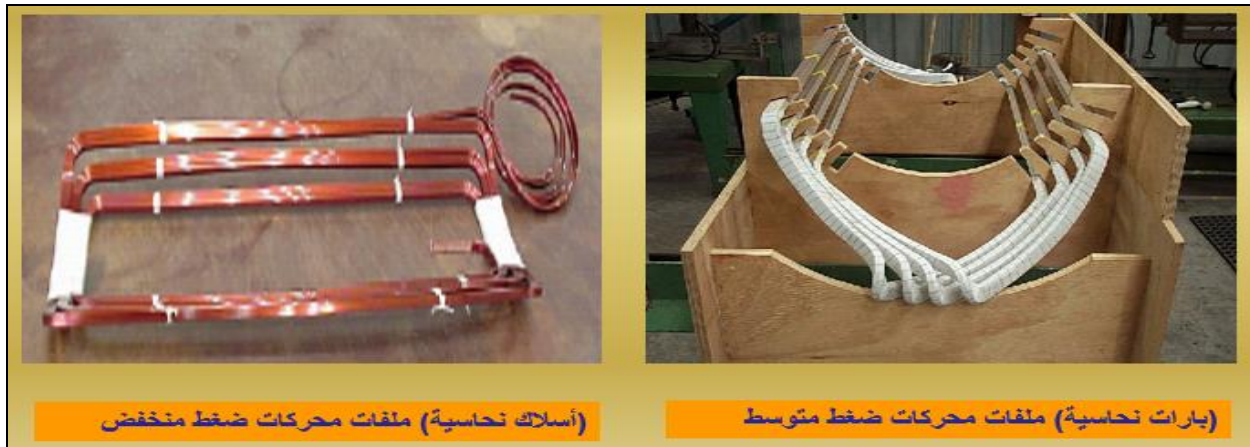 (بارات نحاسية) ملفات محركات ضغط متوسط
(أسلاك نحاسية) ملفات محركات ضغط منخفض